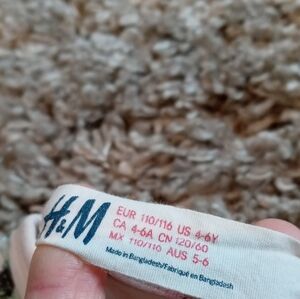 H&M
EUR 110/116 US 4-6Y
CA 4-6A CN 120/60
MX 110/110 AUS 5-6
Made in Bangladesh/Fabriqué en Bangladesh